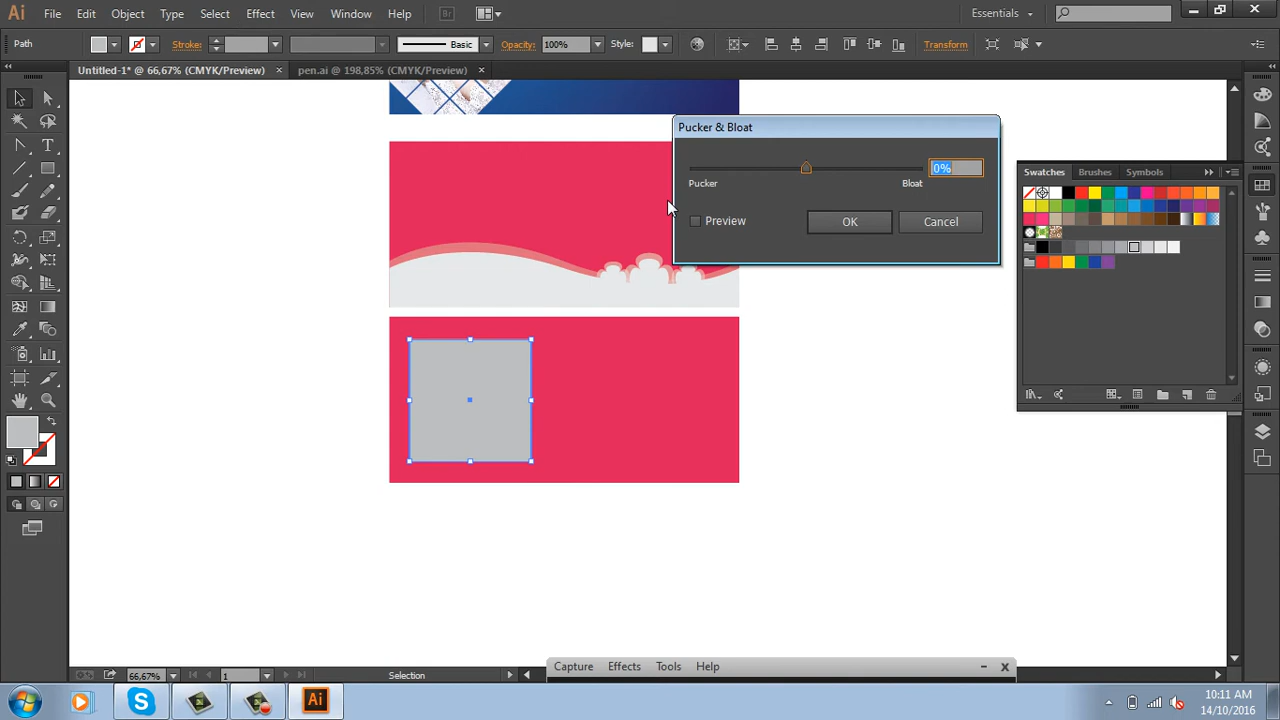 Ai File Edit Object Type Select Effect View Window Help Br Essentials
Path Stroke: Basic Opacity: 100% Style: Transform
Untitled-1* @ 66,67% (CMYK/Preview) × pen.ai @ 198,85% (CMYK/Preview) ×
Pucker & Bloat
0%
Pucker Bloat
Preview OK Cancel
Swatches Brushes Symbols
66,67% 1 Selection
Capture Effects Tools Help
Ai
10:11 AM
14/10/2016